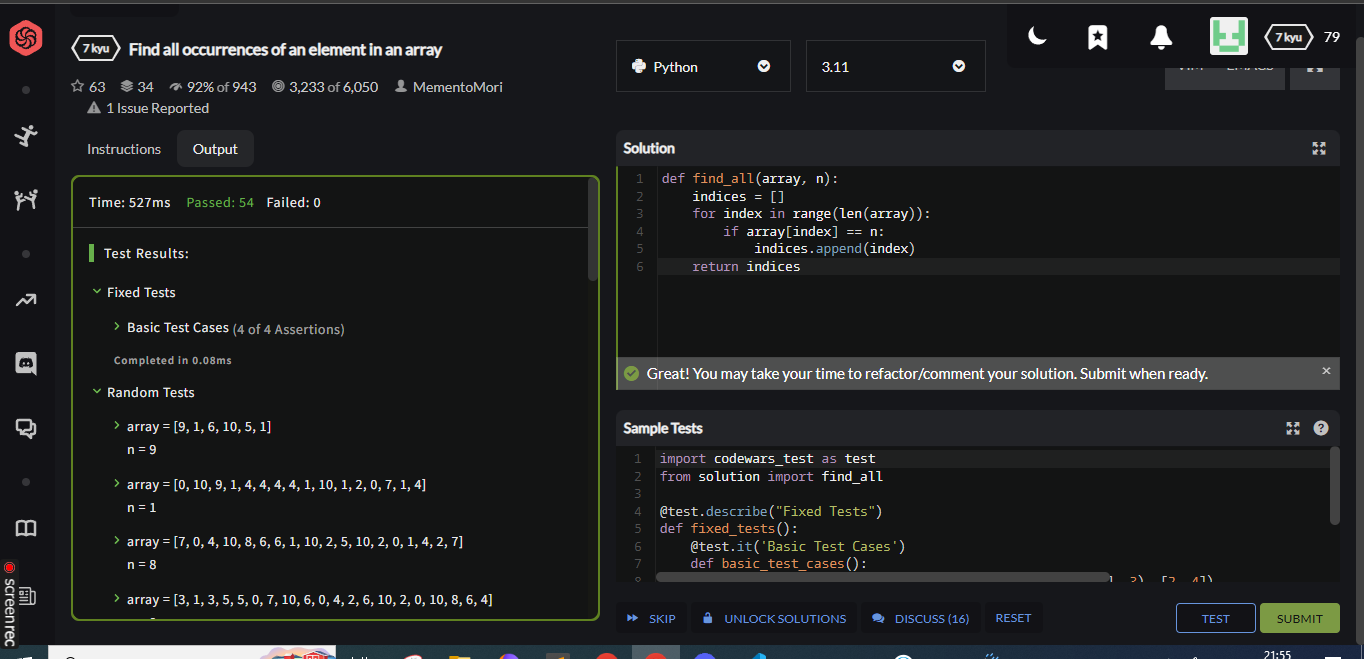 7 kyu Find all occurrences of an element in an array
63 34 92% of 943 3,233 of 6,050 MementoMori
1 Issue Reported
Instructions Output
Time: 527ms Passed: 54 Failed: 0
Test Results:
Fixed Tests
Basic Test Cases (4 of 4 Assertions)
Completed in 0.08ms
Random Tests
array = [9, 1, 6, 10, 5, 1]
n = 9
array = [0, 10, 9, 1, 4, 4, 4, 4, 1, 10, 1, 2, 0, 7, 1, 4]
n = 1
array = [7, 0, 4, 10, 8, 6, 6, 1, 10, 2, 5, 10, 2, 0, 1, 4, 2, 7]
n = 8
array = [3, 1, 3, 5, 5, 0, 7, 10, 6, 0, 4, 2, 6, 10, 2, 0, 10, 8, 6, 4]
Python 3.11
7 kyu 79
VIM EMACS
Solution
1 def find_all(array, n):
2 indices = []
3 for index in range(len(array)):
4 if array[index] == n:
5 indices.append(index)
6 return indices
Great! You may take your time to refactor/comment your solution. Submit when ready. ×
Sample Tests
1 import codewars_test as test
2 from solution import find_all
3
4 @test.describe("Fixed Tests")
5 def fixed_tests():
6 @test.it('Basic Test Cases')
7 def basic_test_cases():
8
SKIP UNLOCK SOLUTIONS DISCUSS (16) RESET TEST SUBMIT
screen rec
21:55